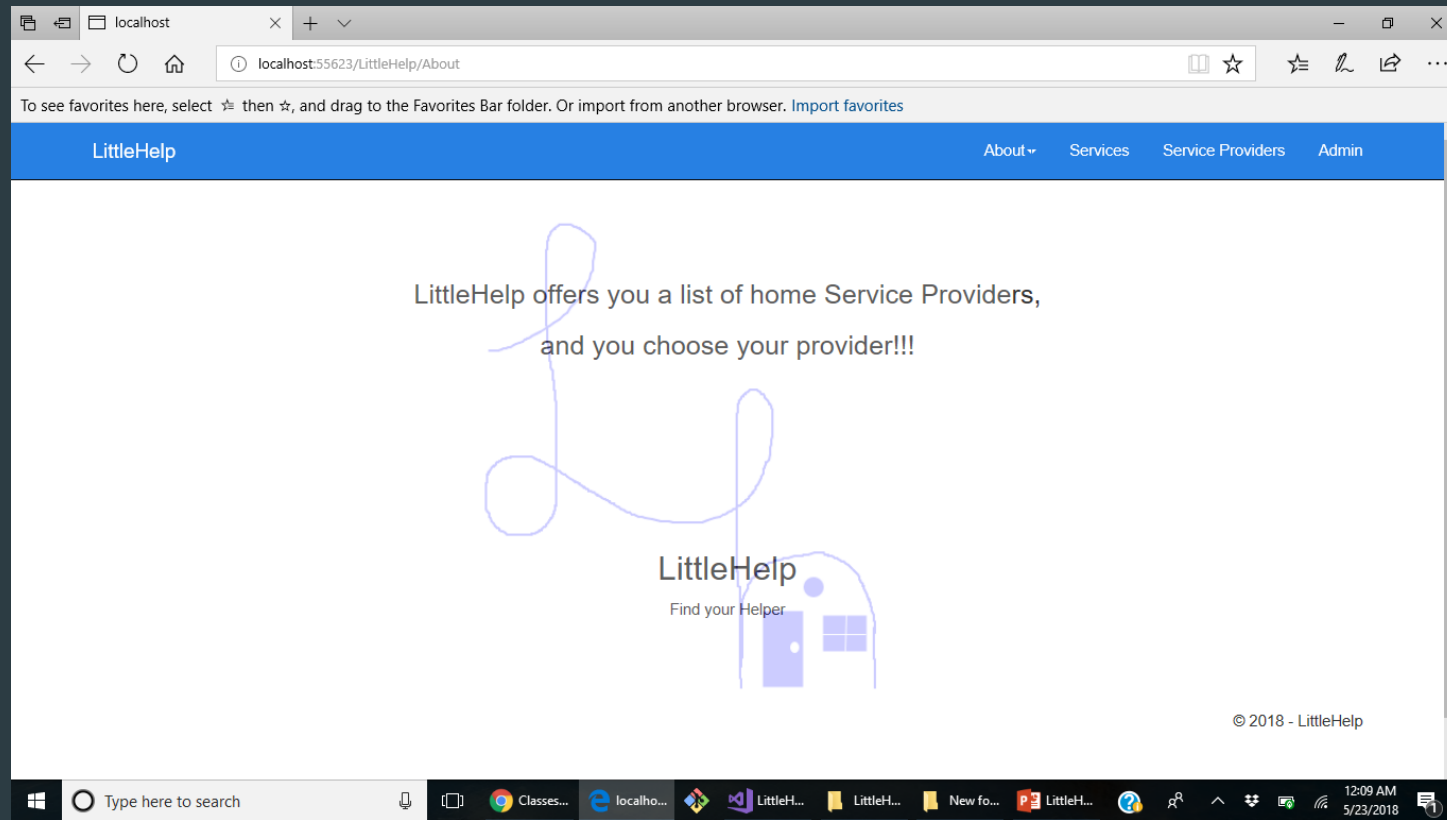 localhost
localhost:55623/LittleHelp/About
To see favorites here, select then, and drag to the Favorites Bar folder. Or import from another browser. Import favorites
LittleHelp About Services Service Providers Admin
LittleHelp offers you a list of home Service Providers,
and you choose your provider!!!
LittleHelp
Find your Helper
© 2018 - LittleHelp
Type here to search Classes... localho... LittleH... LittleH... New fo... LittleH... 12:09 AM
5/23/2018 1